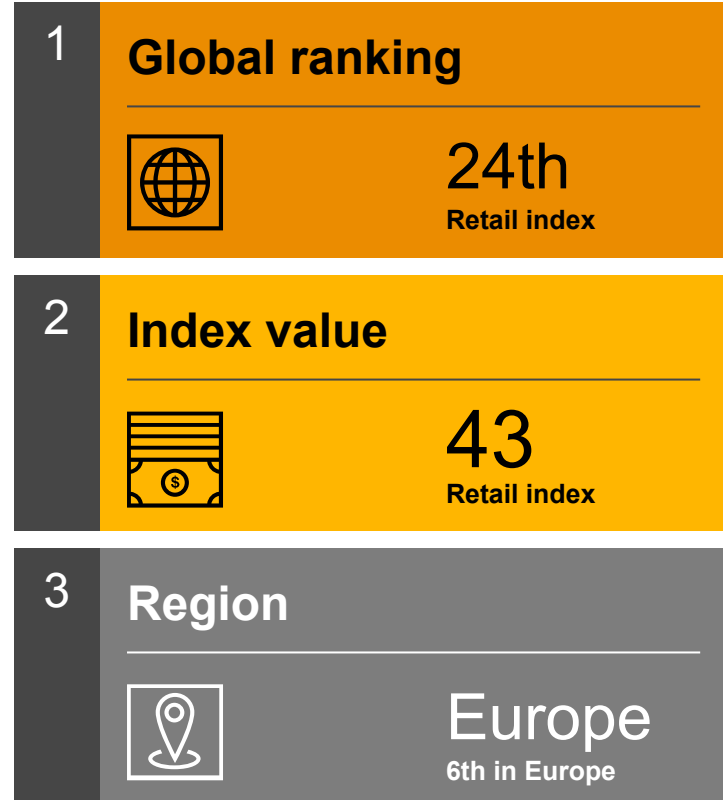 1
Global ranking
24th
Retail index
2
Index value
$
43
Retail index
3
Region
Europe
6th in Europe